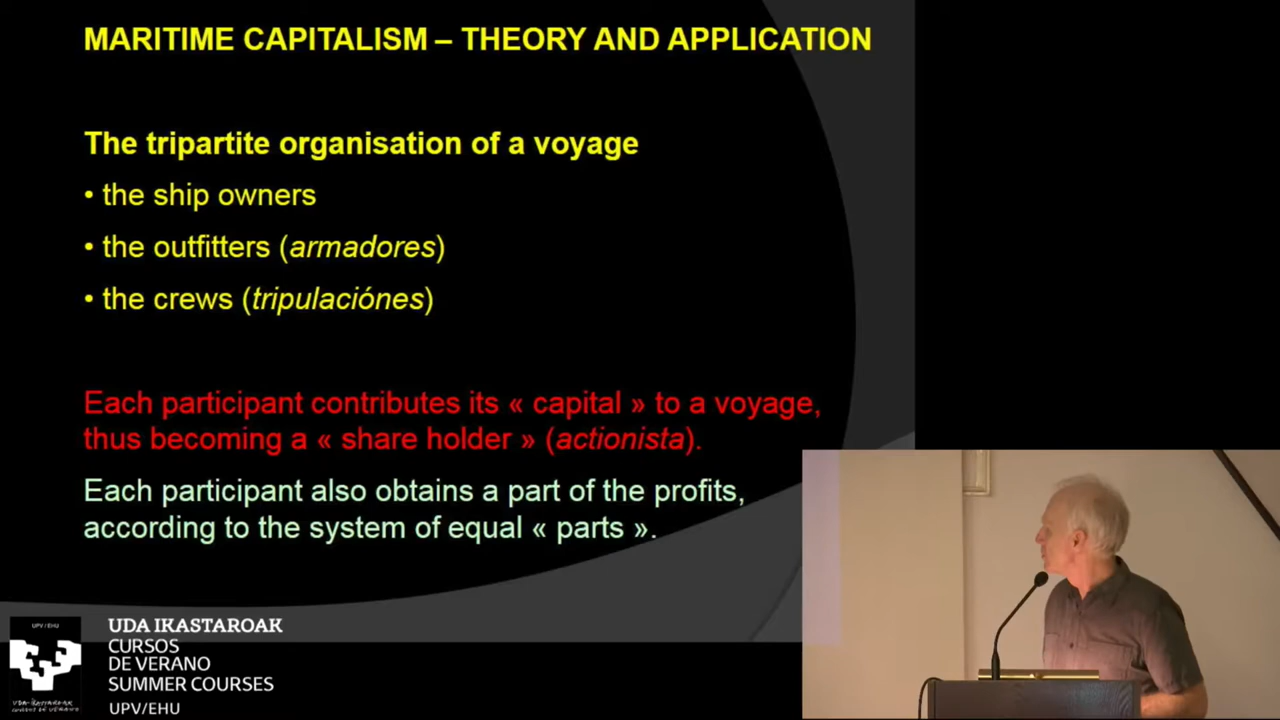 MARITIME CAPITALISM – THEORY AND APPLICATION
The tripartite organisation of a voyage
• the ship owners
• the outfitters (armadores)
• the crews (tripulaciónes)
Each participant contributes its « capital » to a voyage,
thus becoming a « share holder » (actionista).
Each participant also obtains a part of the profits,
according to the system of equal « parts ».
UPV / EHU
UDA IKASTAROAK
CURSOS
DE VERANO
SUMMER COURSES
UPV/EHU